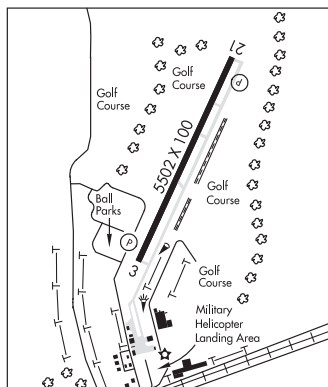 21
P
Golf
Course
Golf
Course
5502 X 100
Golf
Course
Ball
Parks
P
3
Golf
Course
Military
Helicopter
Landing Area